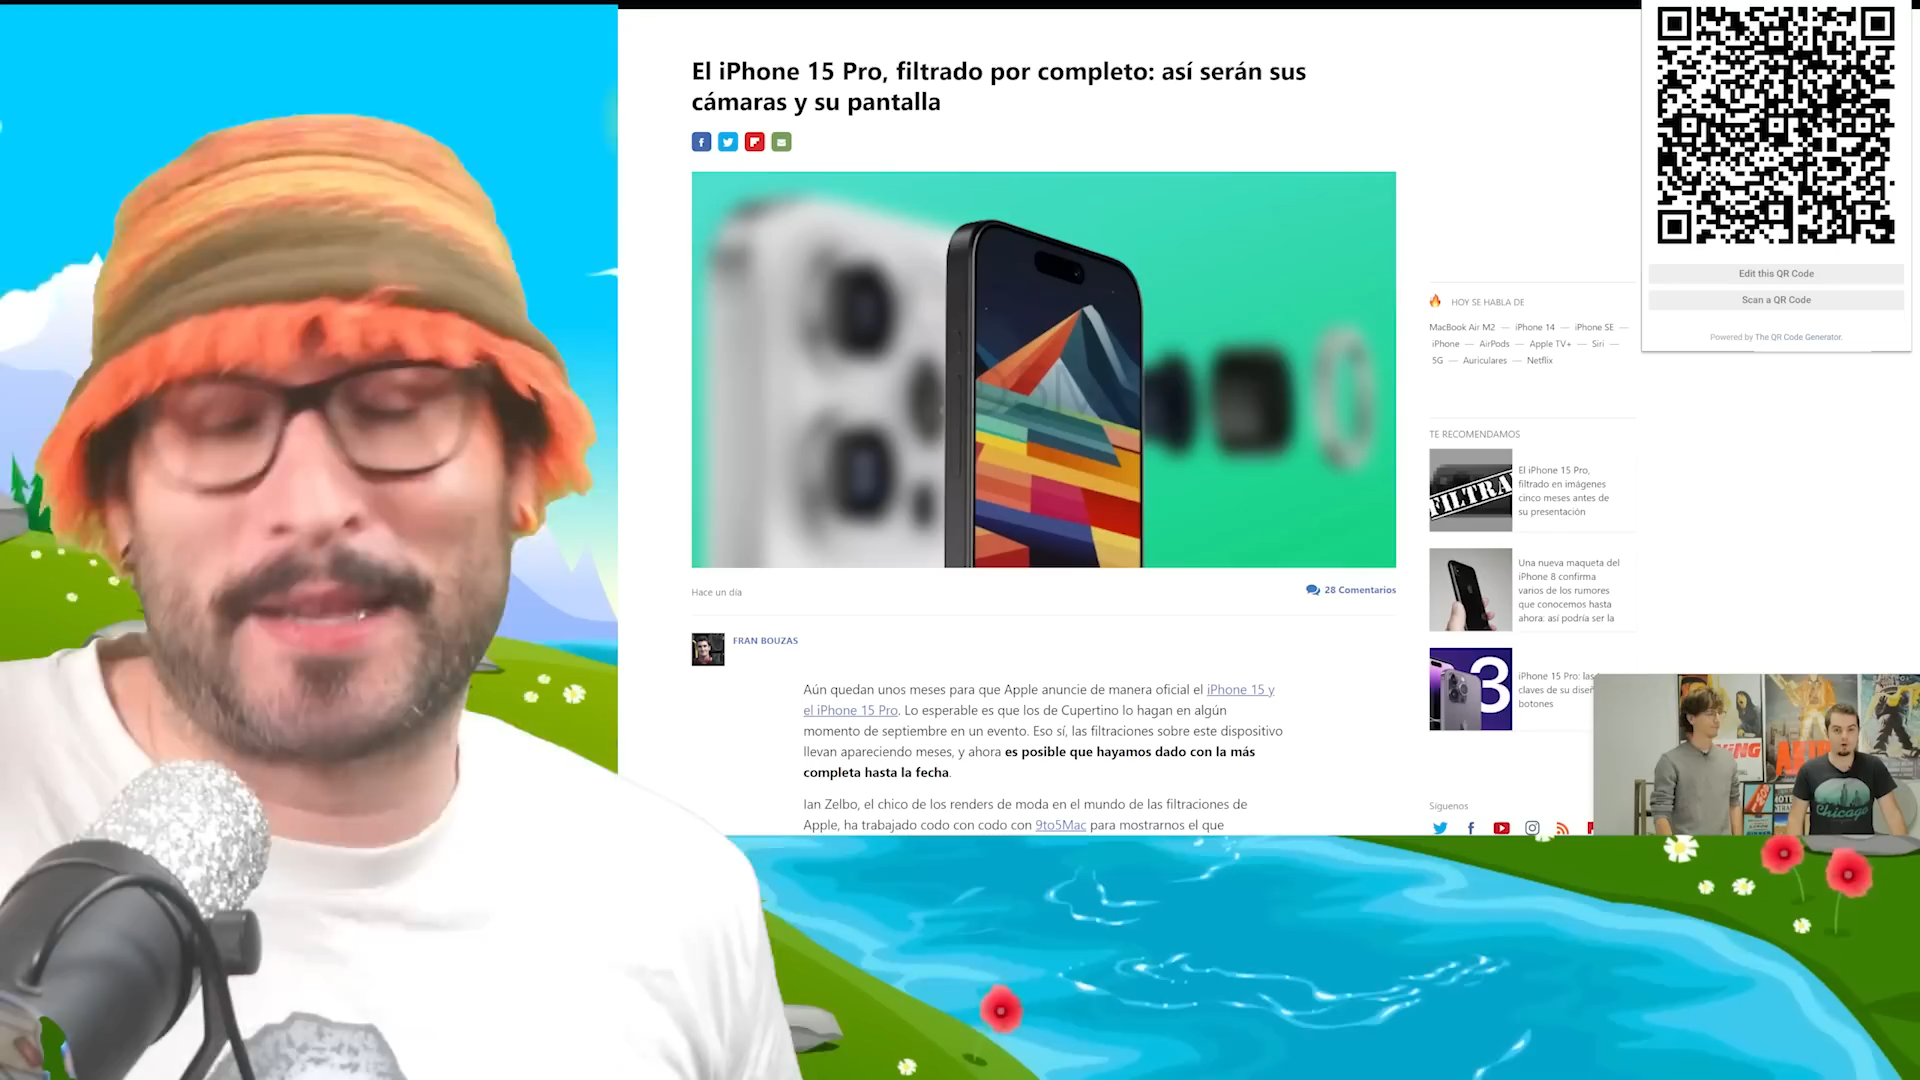 El iPhone 15 Pro, filtrado por completo: así serán sus
cámaras y su pantalla
Hace un día
28 Comentarios
FRAN BOUZAS
Aún quedan unos meses para que Apple anuncie de manera oficial el iPhone 15 y
el iPhone 15 Pro. Lo esperable es que los de Cupertino lo hagan en algún
momento de septiembre en un evento. Eso sí, las filtraciones sobre este dispositivo
llevan apareciendo meses, y ahora es posible que hayamos dado con la más
completa hasta la fecha.
Ian Zelbo, el chico de los renders de moda en el mundo de las filtraciones de
Apple, ha trabajado codo con codo con 9to5Mac para mostrarnos el que
HOY SE HABLA DE
MacBook Air M2 — iPhone 14 — iPhone SE —
iPhone — AirPods — Apple TV+ — Siri —
5G — Auriculares — Netflix
TE RECOMENDAMOS
FILTRA
El iPhone 15 Pro,
filtrado en imágenes
cinco meses antes de
su presentación
Una nueva maqueta del
iPhone 8 confirma
varios de los rumores
que conocemos hasta
ahora: así podría ser la
3
iPhone 15 Pro: las
claves de su diseñ
botones
Síguenos
Edit this QR Code
Scan a QR Code
Powered by The QR Code Generator.
Chicago